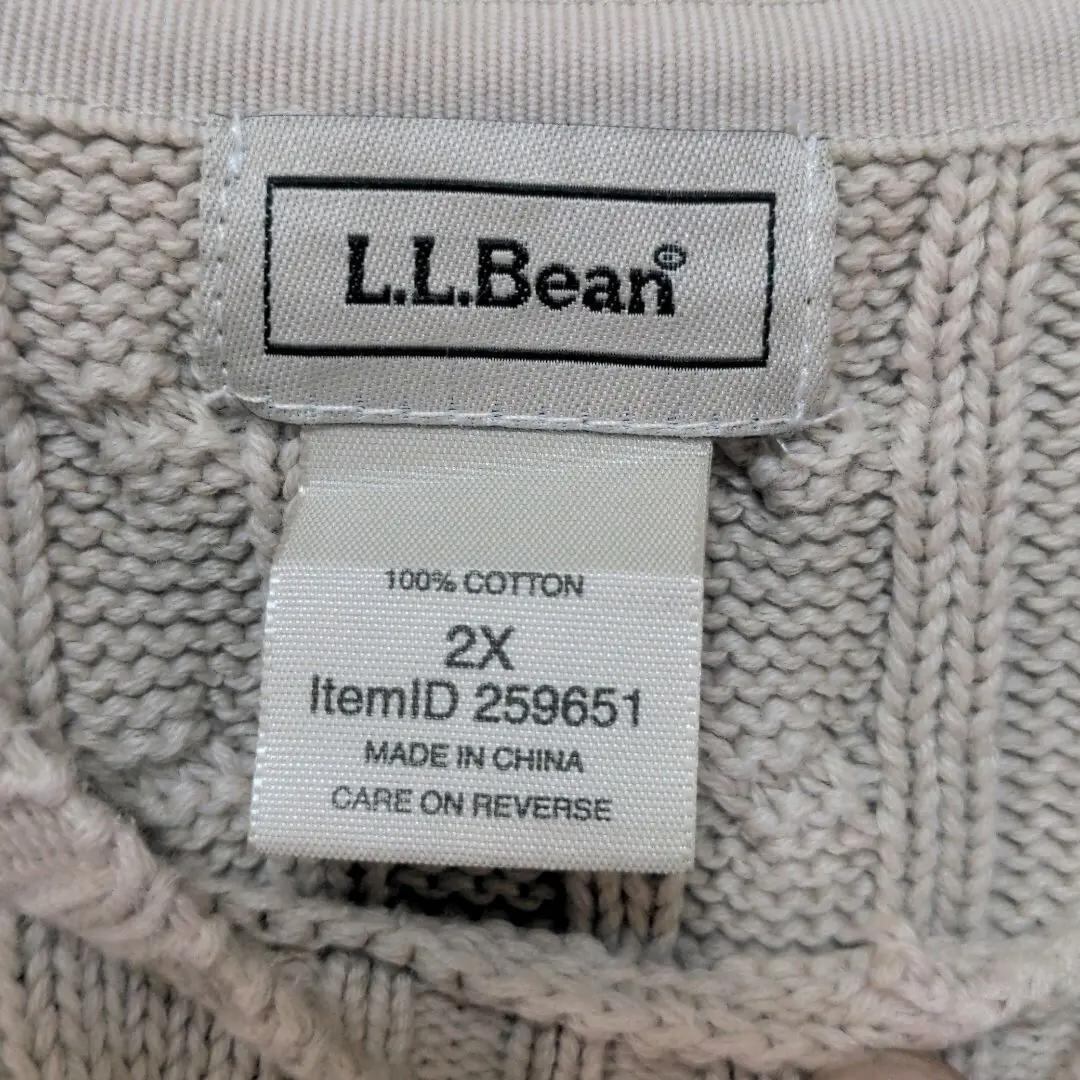 L.L.Bean®
100% COTTON
2X
ItemID 259651
MADE IN CHINA
CARE ON REVERSE